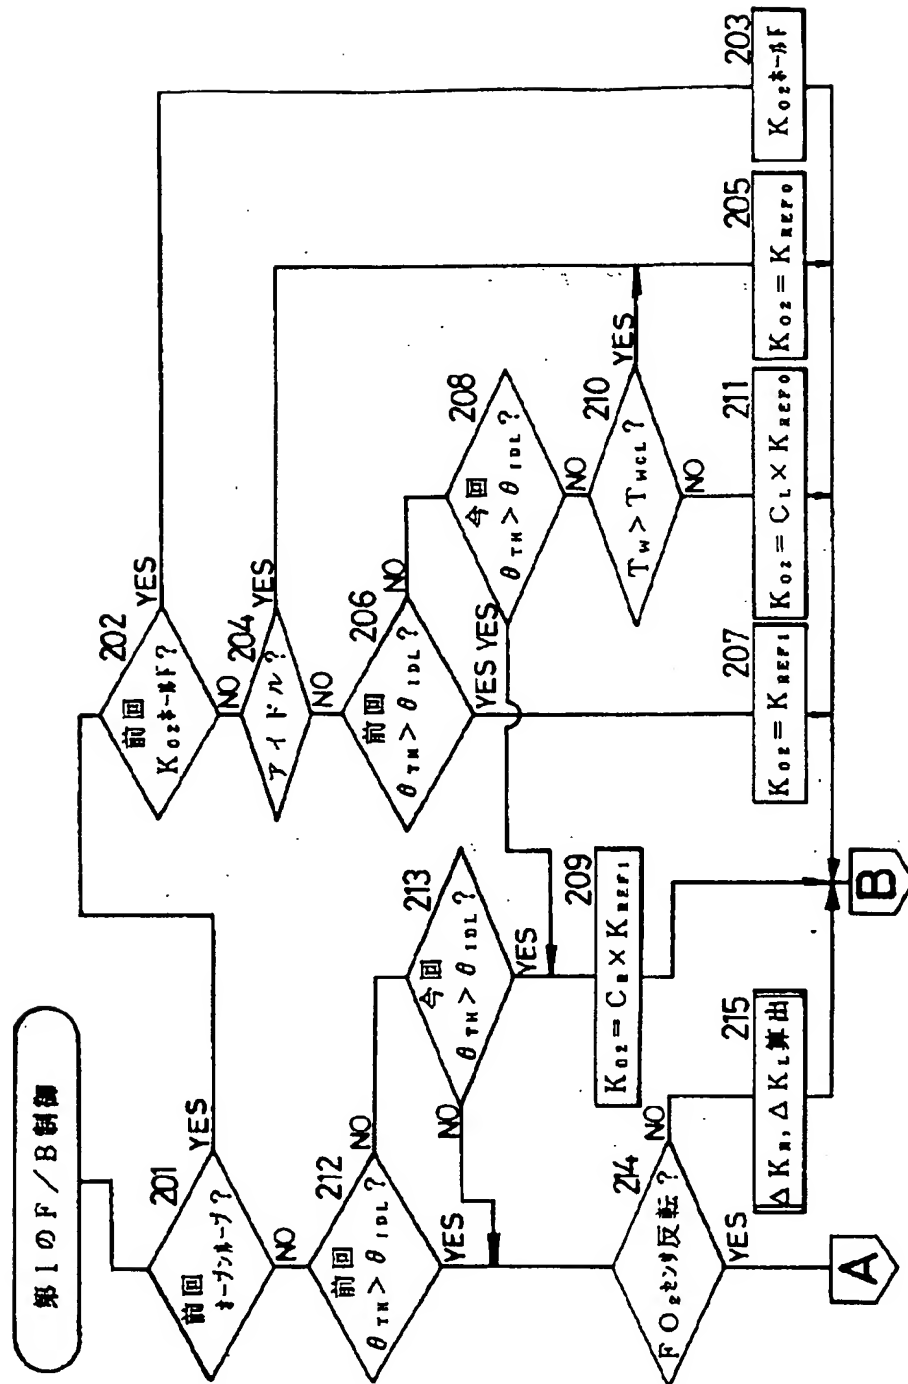 第1のF/B制御
201
前回
オープンループ?
YES
NO
202
前回
KO2ホールド?
YES
NO
203
KO2ホールド
204
アイドル?
YES
NO
205
KO2=KREF0
206
前回
θTH>θIDL?
NO
YES
207
KO2=KREF1
208
今回
θTH>θIDL?
YES
NO
209
KO2=CR×KREF1
210
TW>TWCL?
YES
NO
211
KO2=CL×KREF0
212
前回
θTH>θIDL?
NO
YES
213
今回
θTH>θIDL?
NO
YES
214
FO2センサ反転?
NO
YES
215
ΔKR,ΔKL算出
A
B